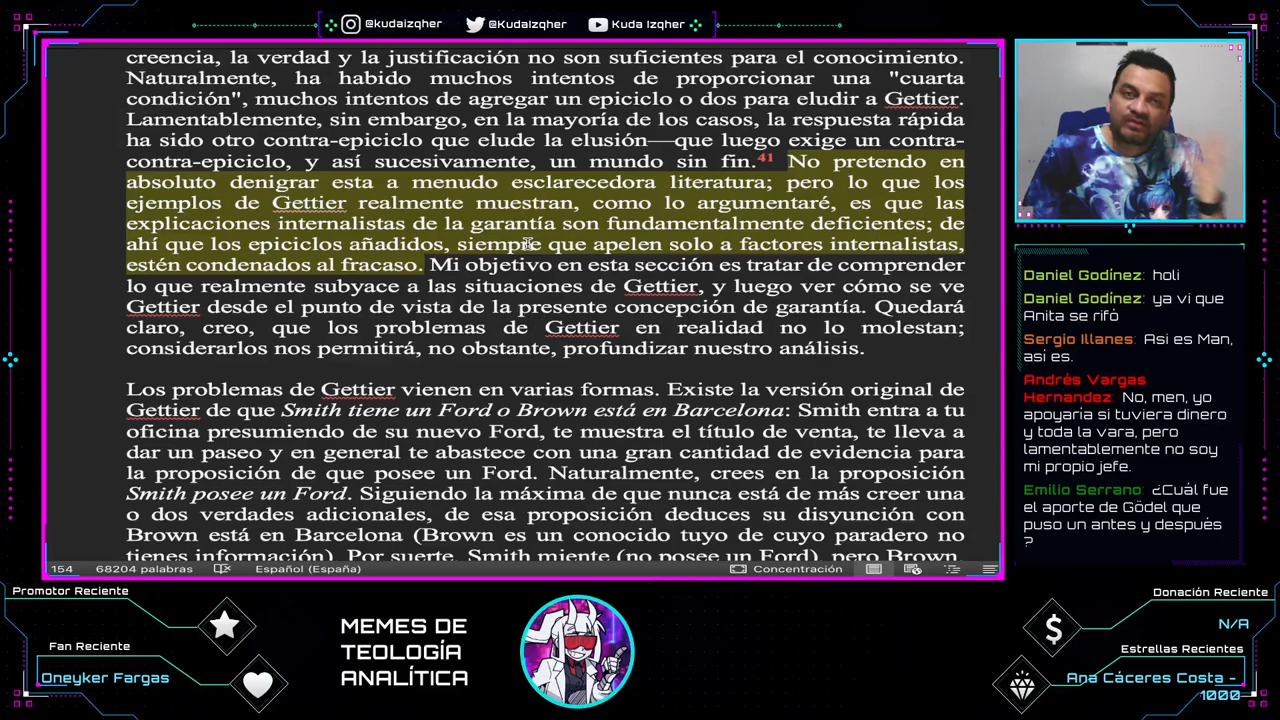 @kudaizqher
@KudaIzqher
Kuda Izqher
creencia, la verdad y la justificación no son suficientes para el conocimiento.
Naturalmente, ha habido muchos intentos de proporcionar una "cuarta
condición", muchos intentos de agregar un epiciclo o dos para eludir a Gettier.
Lamentablemente, sin embargo, en la mayoría de los casos, la respuesta rápida
ha sido otro contra-epiciclo que elude la elusión—que luego exige un contra-
contra-epiciclo, y así sucesivamente, un mundo sin fin.41 No pretendo en
absoluto denigrar esta a menudo esclarecedora literatura; pero lo que los
ejemplos de Gettier realmente muestran, como lo argumentaré, es que las
explicaciones internalistas de la garantía son fundamentalmente deficientes; de
ahí que los epiciclos añadidos, siempre que apelen solo a factores internalistas,
estén condenados al fracaso. Mi objetivo en esta sección es tratar de comprender
lo que realmente subyace a las situaciones de Gettier, y luego ver cómo se ve
Gettier desde el punto de vista de la presente concepción de garantía. Quedará
claro, creo, que los problemas de Gettier en realidad no lo molestan;
considerarlos nos permitirá, no obstante, profundizar nuestro análisis.
Los problemas de Gettier vienen en varias formas. Existe la versión original de
Gettier de que Smith tiene un Ford o Brown está en Barcelona: Smith entra a tu
oficina presumiendo de su nuevo Ford, te muestra el título de venta, te lleva a
dar un paseo y en general te abastece con una gran cantidad de evidencia para
la proposición de que posee un Ford. Naturalmente, crees en la proposición
Smith posee un Ford. Siguiendo la máxima de que nunca está de más creer una
o dos verdades adicionales, de esa proposición deduces su disyunción con
Brown está en Barcelona (Brown es un conocido tuyo de cuyo paradero no
tienes información). Por suerte, Smith miente (no posee un Ford), pero Brown,
154 68204 palabras Español (España) Concentración
Daniel Godínez: holi
Daniel Godínez: ya vi que
Anita se rifó
Sergio Illanes: Asi es Man,
asi es.
Andrés Vargas
Hernandez: No, men, yo
apoyaria si tuviera dinero
y toda la vara, pero
lamentablemente no soy
mi propio jefe.
Emilio Serrano: ¿Cuál fue
el aporte de Gödel que
puso un antes y después
?
Promotor Reciente
Fan Reciente
Oneyker Fargas
MEMES DE
TEOLOGÍA
ANALÍTICA
Donación Reciente
N/A
Estrellas Recientes
Ana Cáceres Costa -
1000